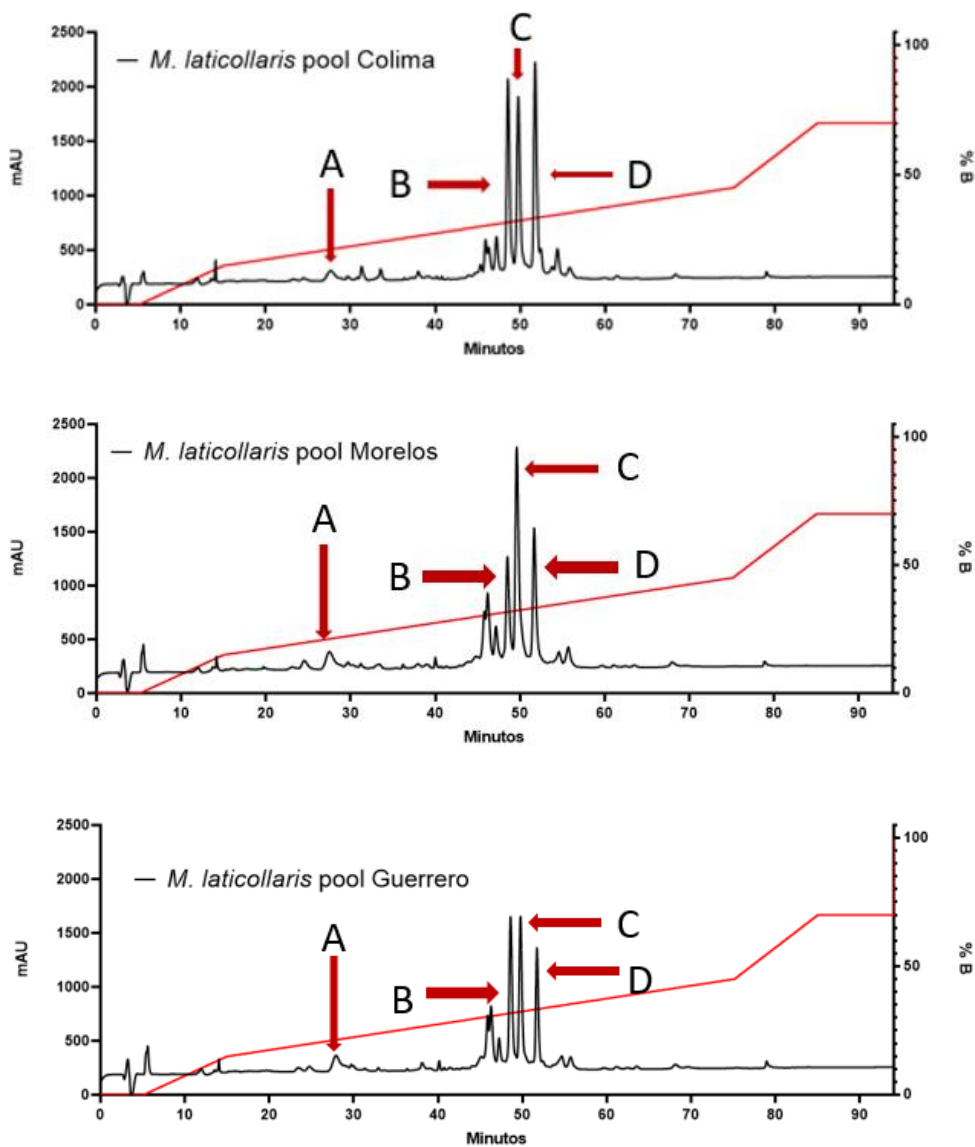 2500
2000
1500
1000
500
0
mAU
— M. laticollaris pool Colima
A
B
C
D
100
50
0
% B
0 10 20 30 40 50 60 70 80 90
Minutos
2500
2000
1500
1000
500
0
mAU
— M. laticollaris pool Morelos
A
B
C
D
100
50
0
% B
0 10 20 30 40 50 60 70 80 90
Minutos
2500
2000
1500
1000
500
0
mAU
— M. laticollaris pool Guerrero
A
B
C
D
100
50
0
% B
0 10 20 30 40 50 60 70 80 90
Minutos